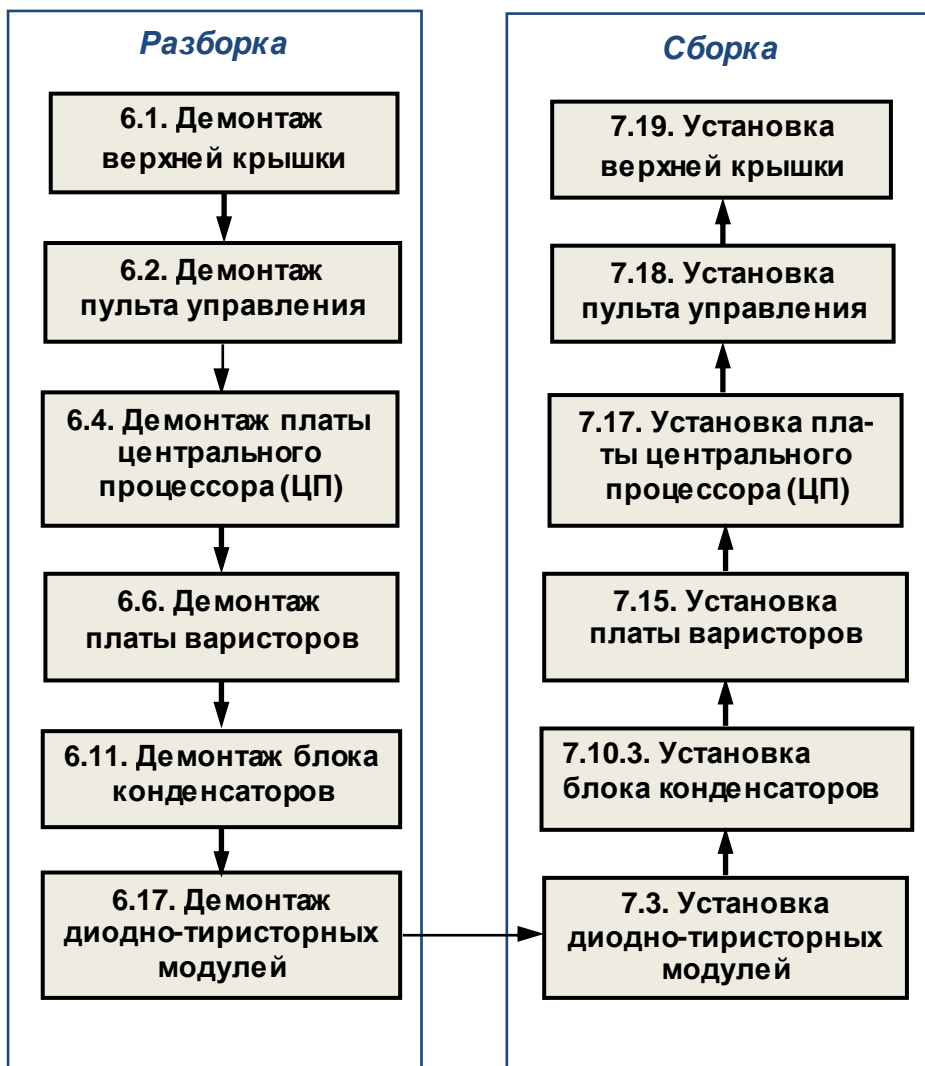 Разборка
6.1. Демонтаж
верхней крышки
6.2. Демонтаж
пульта управления
6.4. Демонтаж платы
центрального
процессора (ЦП)
6.6. Демонтаж
платы варисторов
6.11. Демонтаж блока
конденсаторов
6.17. Демонтаж
диодно-тиристорных
модулей
Сборка
7.19. Установка
верхней крышки
7.18. Установка
пульта управления
7.17. Установка пла-
ты центрального
процессора (ЦП)
7.15. Установка
платы варисторов
7.10.3. Установка
блока конденсаторов
7.3. Установка
диодно-тиристорных
модулей